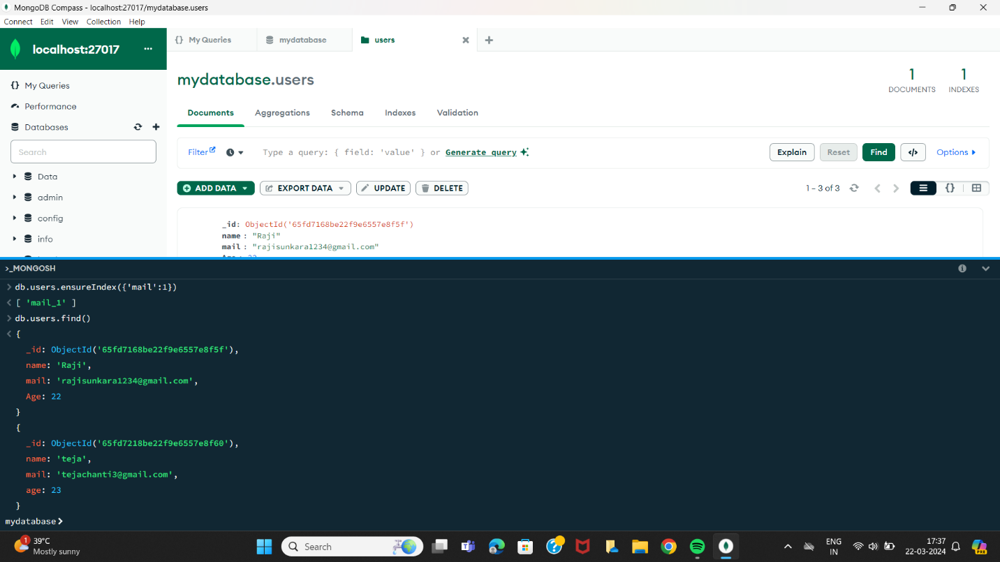 MongoDB Compass - localhost:27017/mydatabase.users
Connect Edit View Collection Help
localhost:27017 ...
{} My Queries
mydatabase
users
My Queries
Performance
Databases
Search
Data
admin
config
info
mydatabase.users
1 DOCUMENTS
1 INDEXES
Documents Aggregations Schema Indexes Validation
Filter Type a query: { field: 'value' } or Generate query Explain Reset Find </> Options
ADD DATA EXPORT DATA UPDATE DELETE 1 – 3 of 3 {}
_id: ObjectId('65fd7168be22f9e6557e8f5f')
name : "Raji"
mail : "rajisunkara1234@gmail.com"
>_MONGOSH
> db.users.ensureIndex({'mail':1})
< [ 'mail_1' ]
> db.users.find()
< {
_id: ObjectId('65fd7168be22f9e6557e8f5f'),
name: 'Raji',
mail: 'rajisunkara1234@gmail.com',
Age: 22
}
{
_id: ObjectId('65fd7218be22f9e6557e8f60'),
name: 'teja',
mail: 'tejachanti3@gmail.com',
age: 23
}
mydatabase>
1
39°C
Mostly sunny
Search
ENG
IN
17:37
22-03-2024
PRE